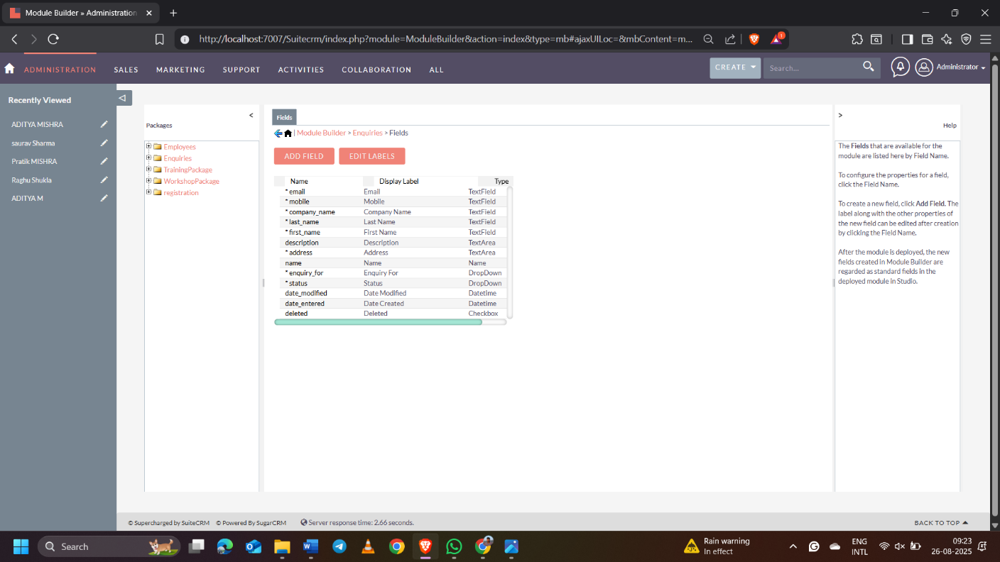 Module Builder » Administration
http://localhost:7007/Suitecrm/index.php?module=ModuleBuilder&action=index&type=mb#ajaxUILoc=&mbContent=m...
1
ADMINISTRATION SALES MARKETING SUPPORT ACTIVITIES COLLABORATION ALL
CREATE Search... Administrator
Recently Viewed
ADITYA MISHRA
saurav Sharma
Pratik MISHRA
Raghu Shukla
ADITYA M
<
Packages
Employees
Enquiries
TrainingPackage
WorkshopPackage
registration
Fields
| Module Builder > Enquiries > Fields
ADD FIELD EDIT LABELS
Name Display Label Type
* email Email TextField
* mobile Mobile TextField
* company_name Company Name TextField
* last_name Last Name TextField
* first_name First Name TextField
description Description TextArea
* address Address TextArea
name Name Name
* enquiry_for Enquiry For DropDown
* status Status DropDown
date_modified Date Modified Datetime
date_entered Date Created Datetime
deleted Deleted Checkbox
>
Help
The Fields that are available for the
module are listed here by Field Name.
To configure the properties for a field,
click the Field Name.
To create a new field, click Add Field. The
label along with the other properties of
the new field can be edited after creation
by clicking the Field Name.
After the module is deployed, the new
fields created in Module Builder are
regarded as standard fields in the
deployed module in Studio.
© Supercharged by SuiteCRM © Powered By SugarCRM Server response time: 2.66 seconds. BACK TO TOP
Search
Rain warning
In effect
ENG
INTL
09:23
26-08-2025